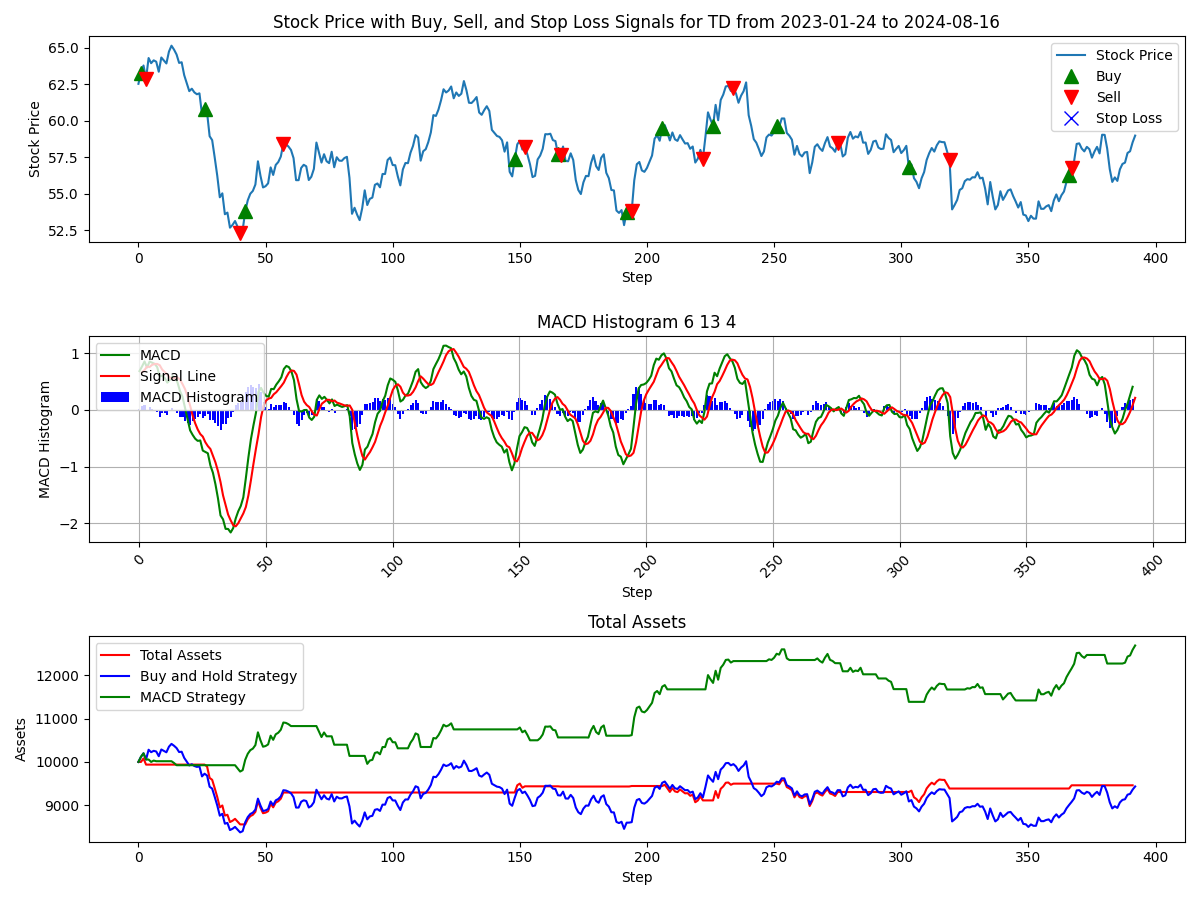 Stock Price with Buy, Sell, and Stop Loss Signals for TD from 2023-01-24 to 2024-08-16
Stock Price
65.0
62.5
60.0
57.5
55.0
52.5
Stock Price
Buy
Sell
Stop Loss
0 50 100 150 200 250 300 350 400
Step
MACD Histogram 6 13 4
MACD Histogram
1
0
−1
−2
MACD
Signal Line
MACD Histogram
0 50 100 150 200 250 300 350 400
Step
Total Assets
Assets
12000
11000
10000
9000
Total Assets
Buy and Hold Strategy
MACD Strategy
0 50 100 150 200 250 300 350 400
Step